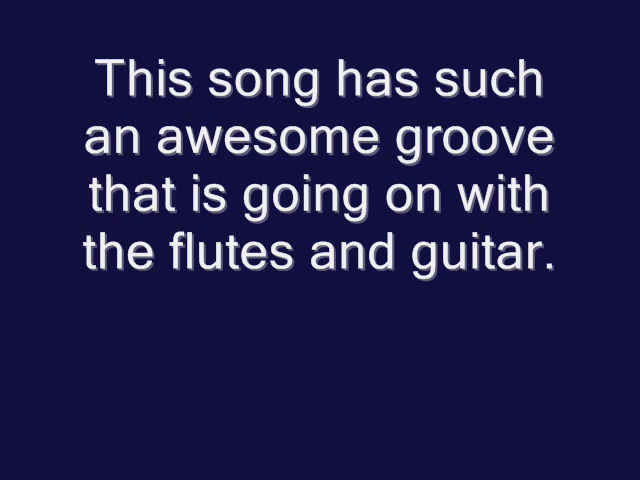 This song has such
an awesome groove
that is going on with
the flutes and guitar.